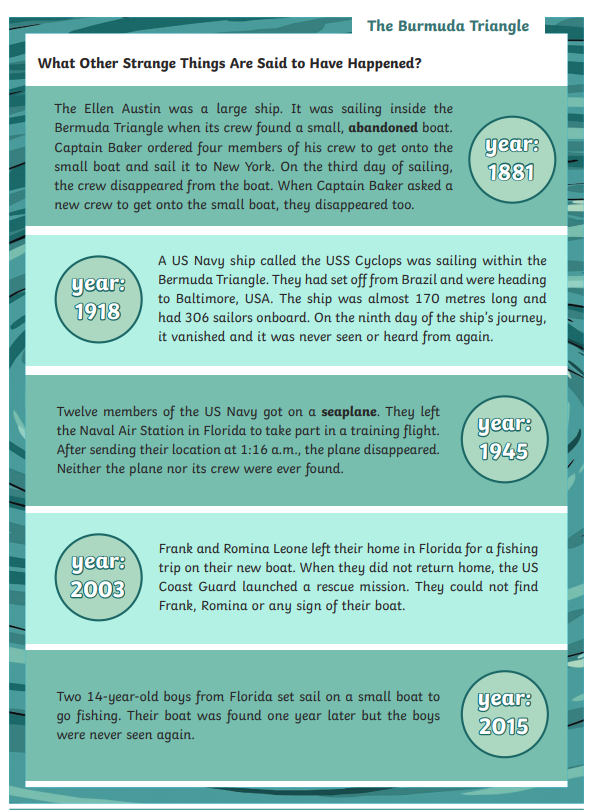 The Burmuda Triangle
What Other Strange Things Are Said to Have Happened?
The Ellen Austin was a large ship. It was sailing inside the
Bermuda Triangle when its crew found a small, abandoned boat.
Captain Baker ordered four members of his crew to get onto the
small boat and sail it to New York. On the third day of sailing,
the crew disappeared from the boat. When Captain Baker asked a
new crew to get onto the small boat, they disappeared too.
year:
1881
year:
1918
A US Navy ship called the USS Cyclops was sailing within the
Bermuda Triangle. They had set off from Brazil and were heading
to Baltimore, USA. The ship was almost 170 metres long and
had 306 sailors onboard. On the ninth day of the ship's journey,
it vanished and it was never seen or heard from again.
Twelve members of the US Navy got on a seaplane. They left
the Naval Air Station in Florida to take part in a training flight.
After sending their location at 1:16 a.m., the plane disappeared.
Neither the plane nor its crew were ever found.
year:
1945
year:
2003
Frank and Romina Leone left their home in Florida for a fishing
trip on their new boat. When they did not return home, the US
Coast Guard launched a rescue mission. They could not find
Frank, Romina or any sign of their boat.
Two 14-year-old boys from Florida set sail on a small boat to
go fishing. Their boat was found one year later but the boys
were never seen again.
year:
2015